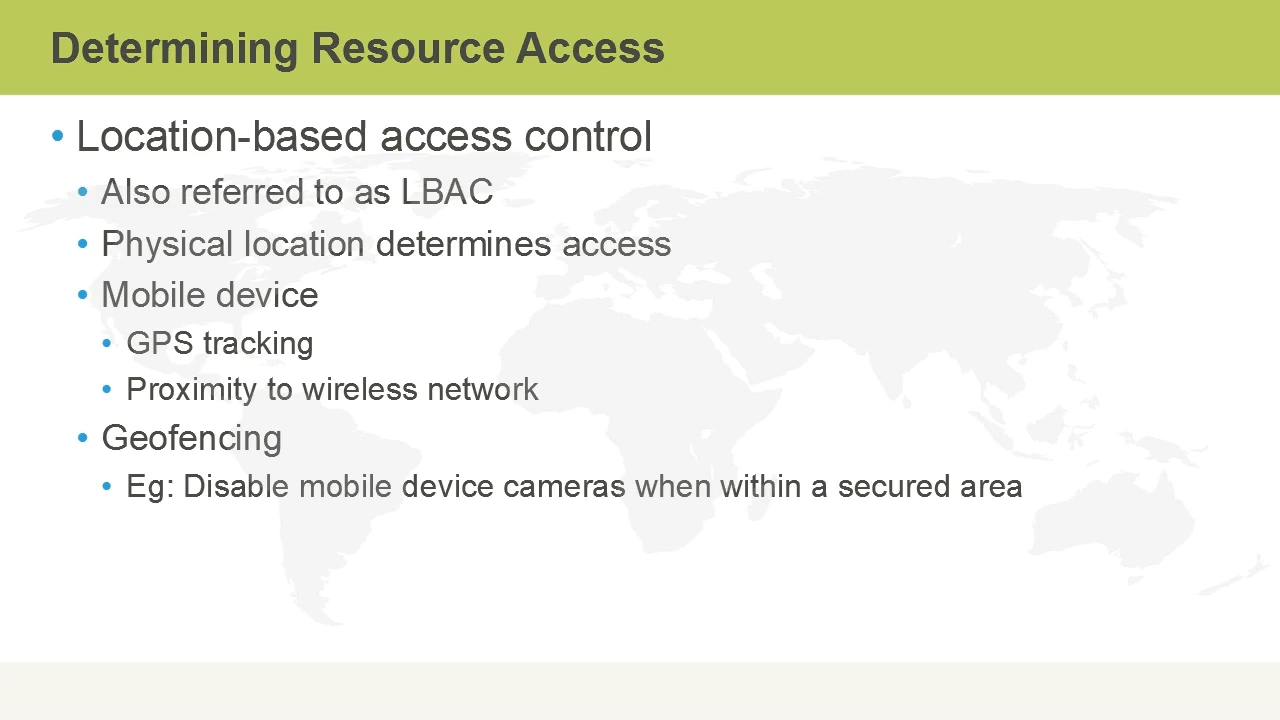 Determining Resource Access
• Location-based access control
• Also referred to as LBAC
• Physical location determines access
• Mobile device
• GPS tracking
• Proximity to wireless network
• Geofencing
• Eg: Disable mobile device cameras when within a secured area